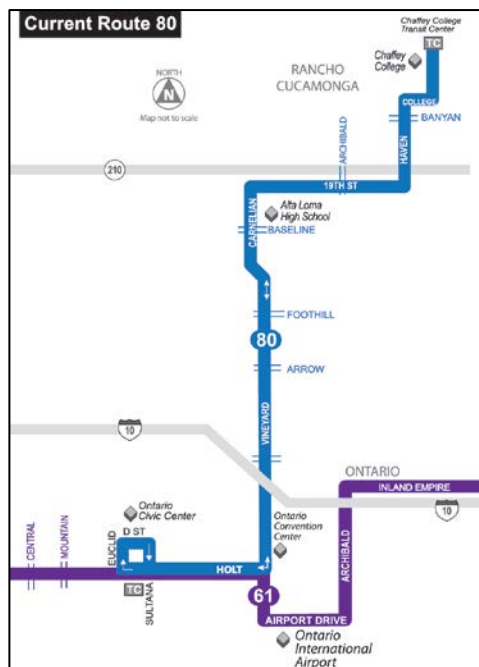 Current Route 80
Chaffey College
Transit Center
TC
Chaffey
College
NORTH
N
Map not to scale
RANCHO
CUCAMONGA
COLLEGE
BANYAN
HAVEN
ARCHIBALD
210
19TH ST
CARNELIAN
Alta Loma
High School
BASELINE
FOOTHILL
80
ARROW
VINEYARD
10
ONTARIO
INLAND EMPIRE
10
Ontario
Civic Center
Ontario
Convention
Center
CENTRAL
MOUNTAIN
EUCLID
D ST
ARCHIBALD
HOLT
TC
SULTANA
61
AIRPORT DRIVE
Ontario
International
Airport